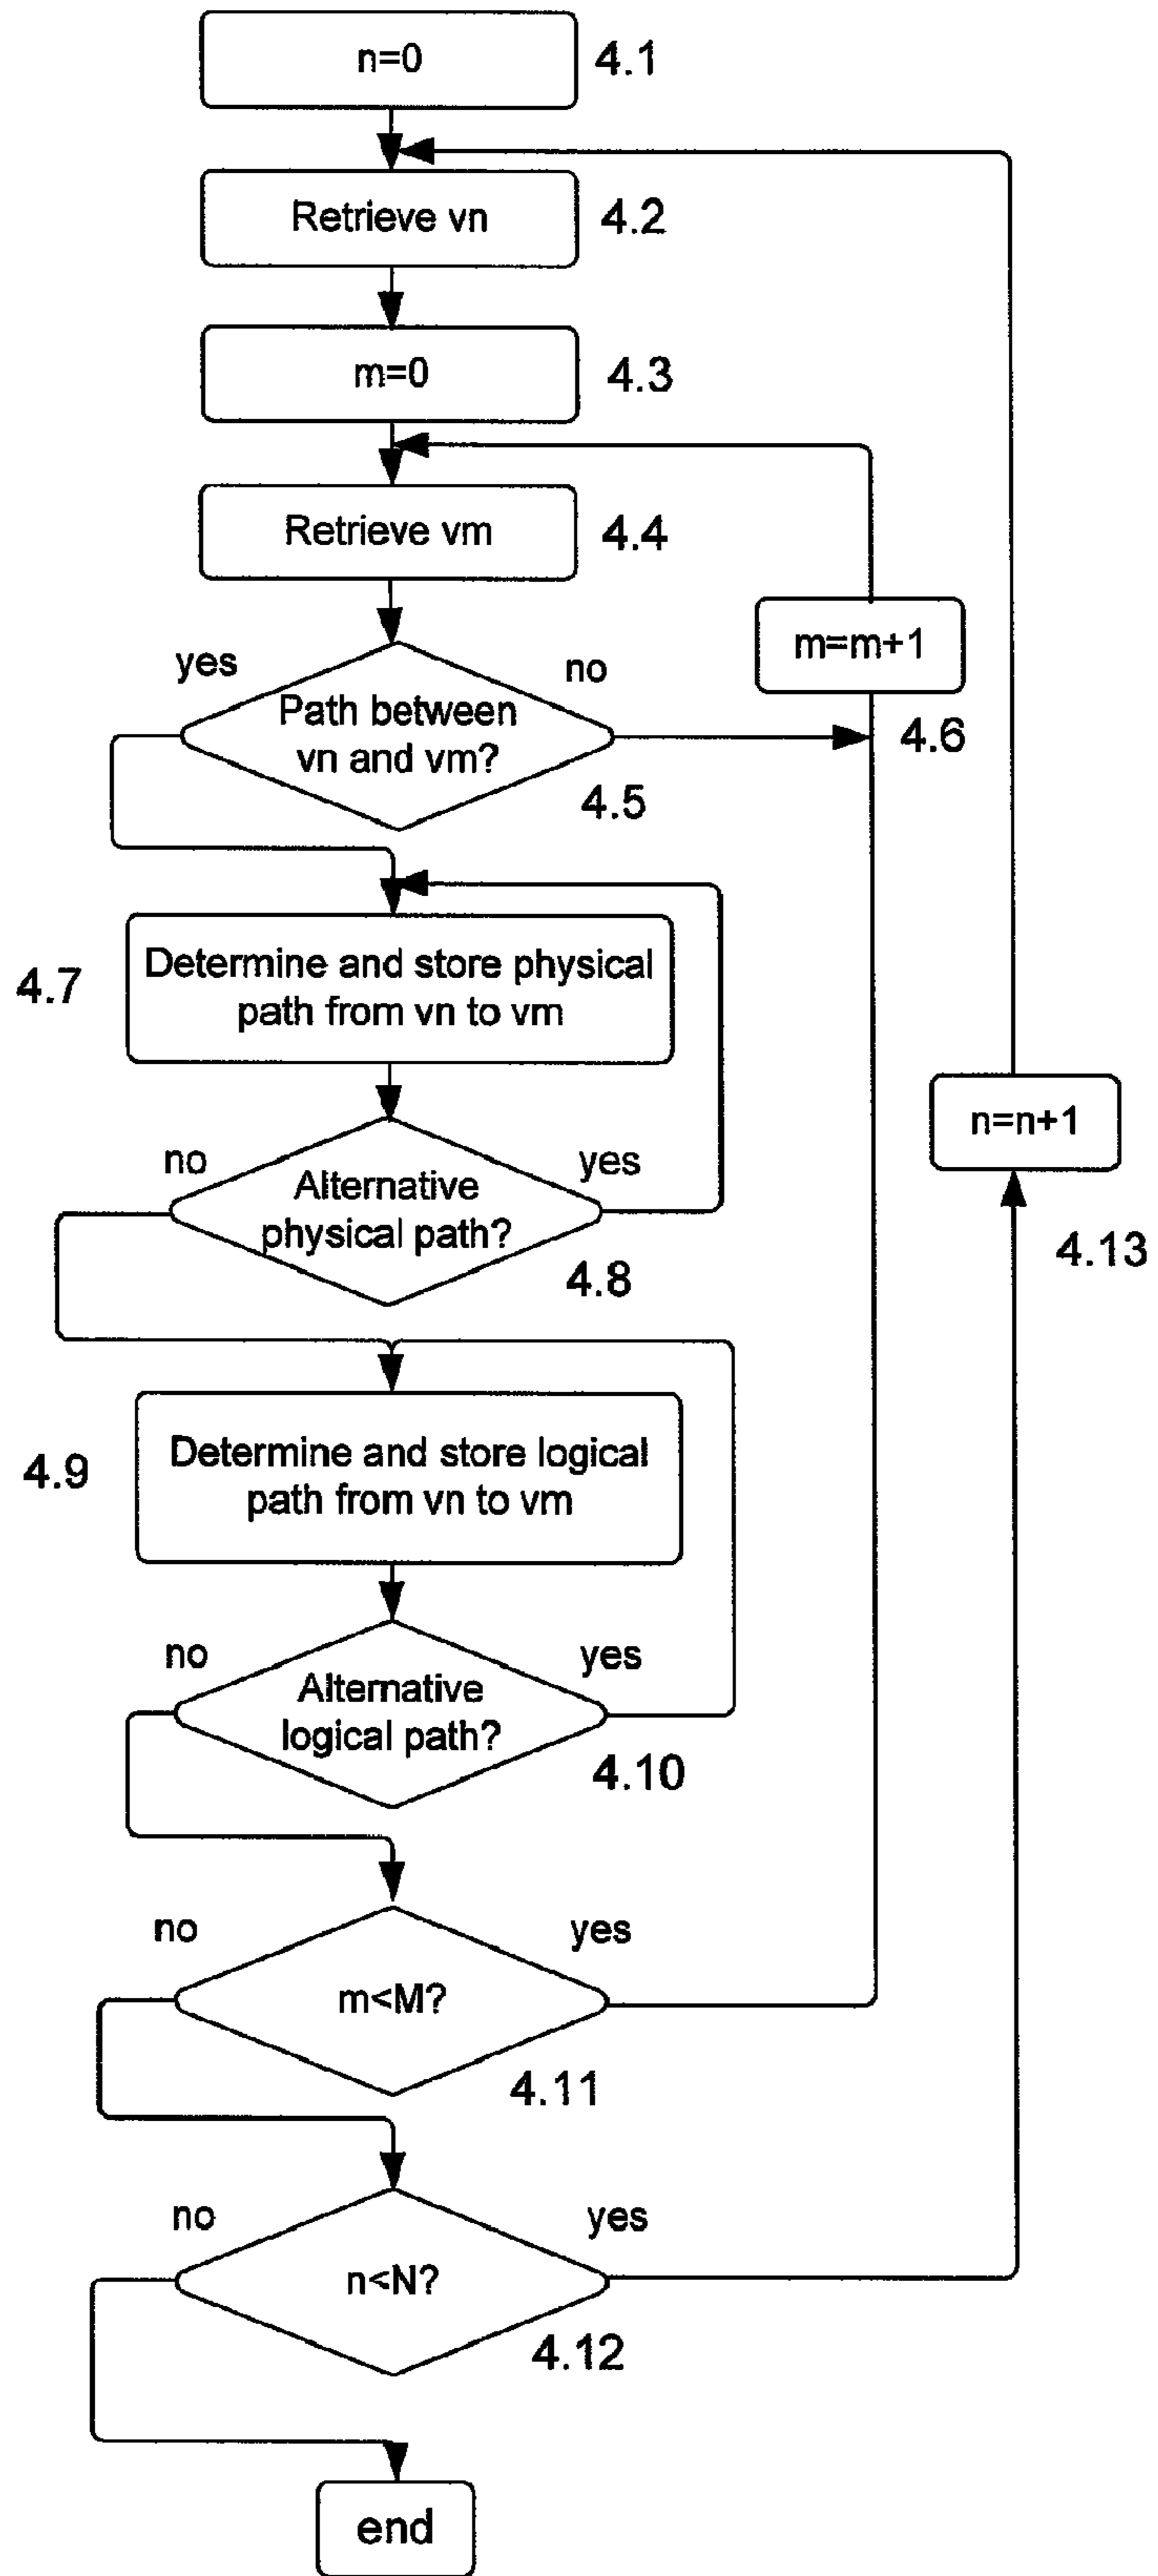 n=0
4.1
Retrieve vn
4.2
m=0
4.3
Retrieve vm
4.4
m=m+1
4.6
yes
no
Path between
vn and vm?
4.5
4.7
Determine and store physical
path from vn to vm
n=n+1
4.13
no
yes
Alternative
physical path?
4.8
4.9
Determine and store logical
path from vn to vm
no
yes
Alternative
logical path?
4.10
no
yes
m<M?
4.11
no
yes
n<N?
4.12
end